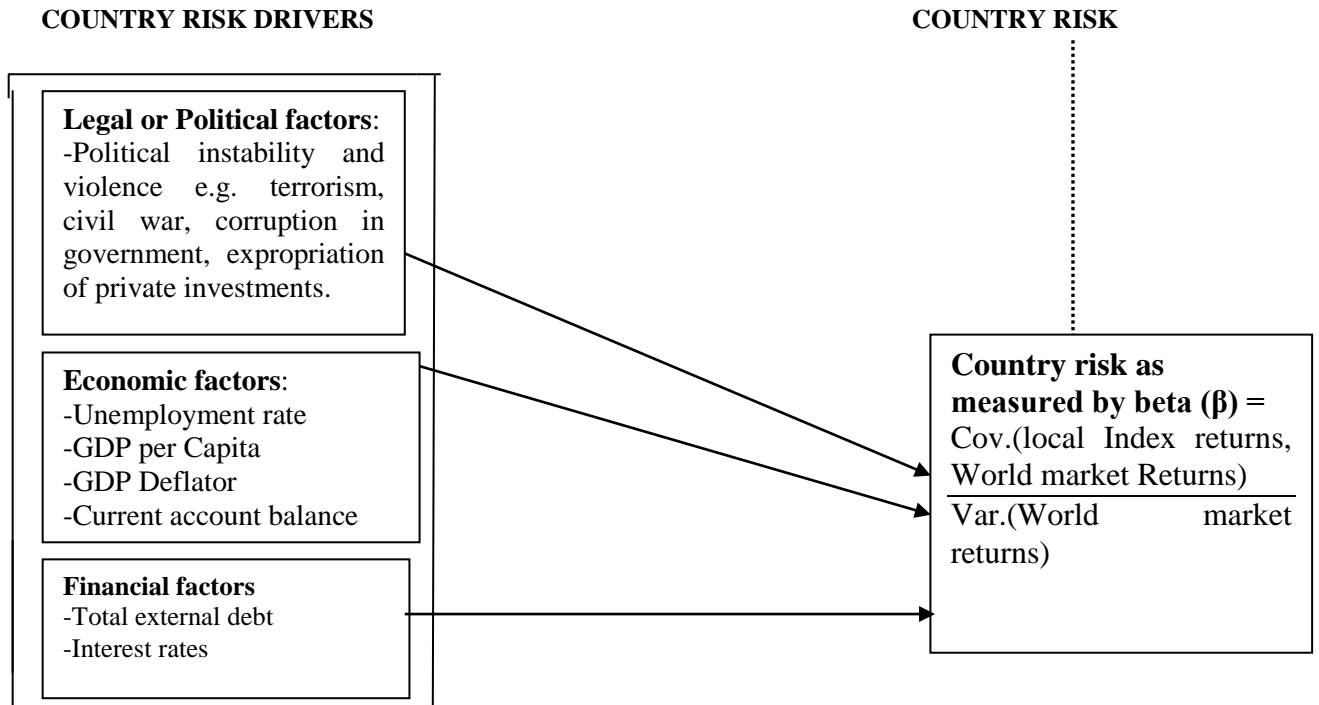 COUNTRY RISK DRIVERS
COUNTRY RISK
Legal or Political factors:
-Political instability and
violence e.g. terrorism,
civil war, corruption in
government, expropriation
of private investments.
Economic factors:
-Unemployment rate
-GDP per Capita
-GDP Deflator
-Current account balance
Financial factors
-Total external debt
-Interest rates
Country risk as
measured by beta (β) =
Cov.(local Index returns,
World market Returns)
Var.(World market
returns)